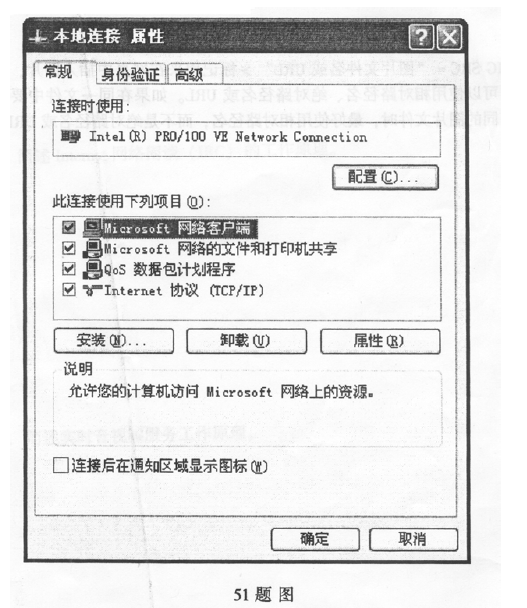 本地连接 属性
常规 身份验证 高级
连接时使用:
Intel(R) PRO/100 VE Network Connection
配置(C)...
此连接使用下列项目(O):
Microsoft 网络客户端
Microsoft 网络的文件和打印机共享
QoS 数据包计划程序
Internet 协议 (TCP/IP)
安装(N)... 卸载(U) 属性(R)
说明
允许您的计算机访问 Microsoft 网络上的资源。
连接后在通知区域显示图标(W)
确定 取消
51 题 图